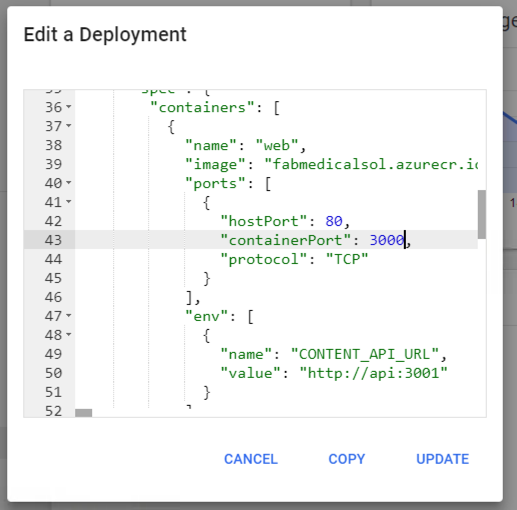 Edit a Deployment
36 "containers": [
37 {
38 "name": "web",
39 "image": "fabmedicalsol.azurecr.io
40 "ports": [
41 {
42 "hostPort": 80,
43 "containerPort": 3000,
44 "protocol": "TCP"
45 }
46 ],
47 "env": [
48 {
49 "name": "CONTENT_API_URL",
50 "value": "http://api:3001"
51 }
52
CANCEL COPY UPDATE